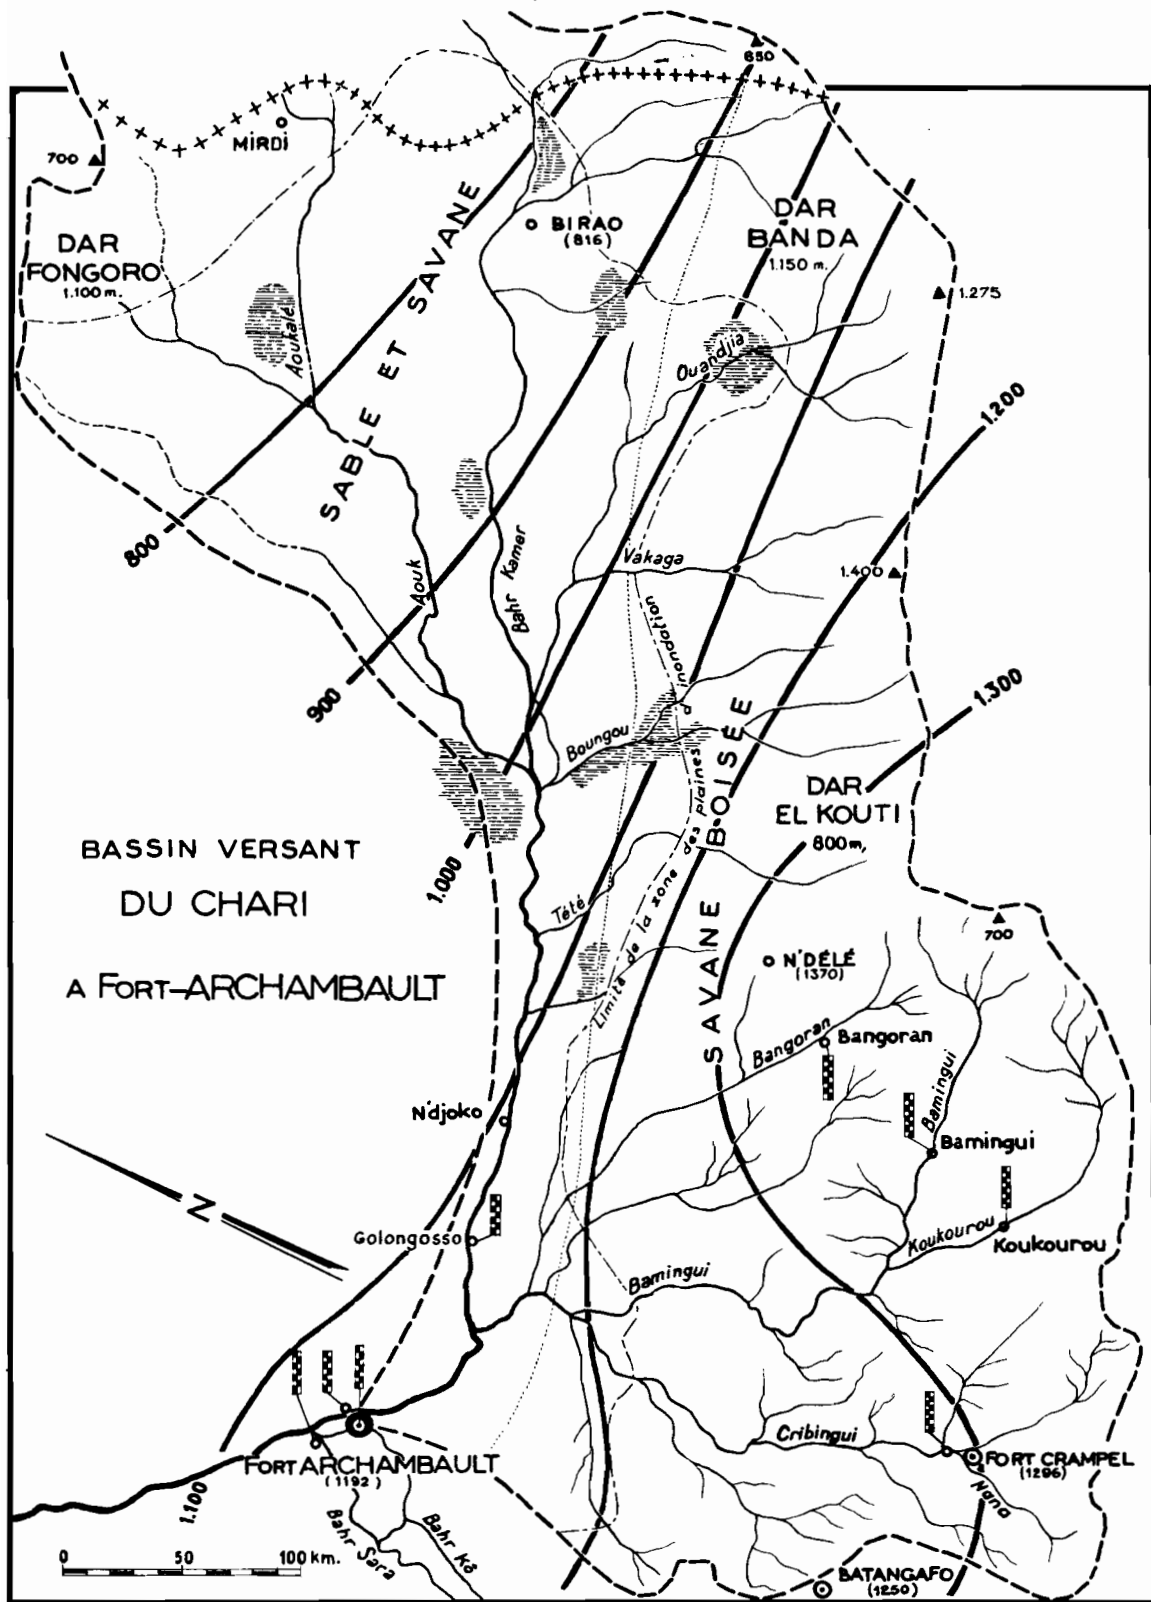 650
MIRDI
700
SABLE ET SAVANE
BIRAO
(816)
DAR
BANDA
1.150 m.
DAR
FONGORO
1.100 m.
1.275
Aoukalé
Ouandjia
1.200
800
Aouk
Bahr Kamer
Vakaga
1.400
900
Boungou
1.300
DAR
EL KOUTI
800 m.
BASSIN VERSANT
DU CHARI
A FORT-ARCHAMBAULT
1.000
Tété
Limite de la zone des plaines d'inondation
SAVANE BOISÉE
N'DÉLÉ
(1370)
700
Bangoran
Bangoran
Bamingui
Bamingui
N'djoko
N
Golongosso
Koukourou
Koukourou
Bamingui
Cribingui
FORT ARCHAMBAULT
(1192)
FORT CRAMPEL
(1296)
Nana
1.100
Bahr Sara
Bahr Kô
0 50 100 km.
BATANGAFO
(1250)